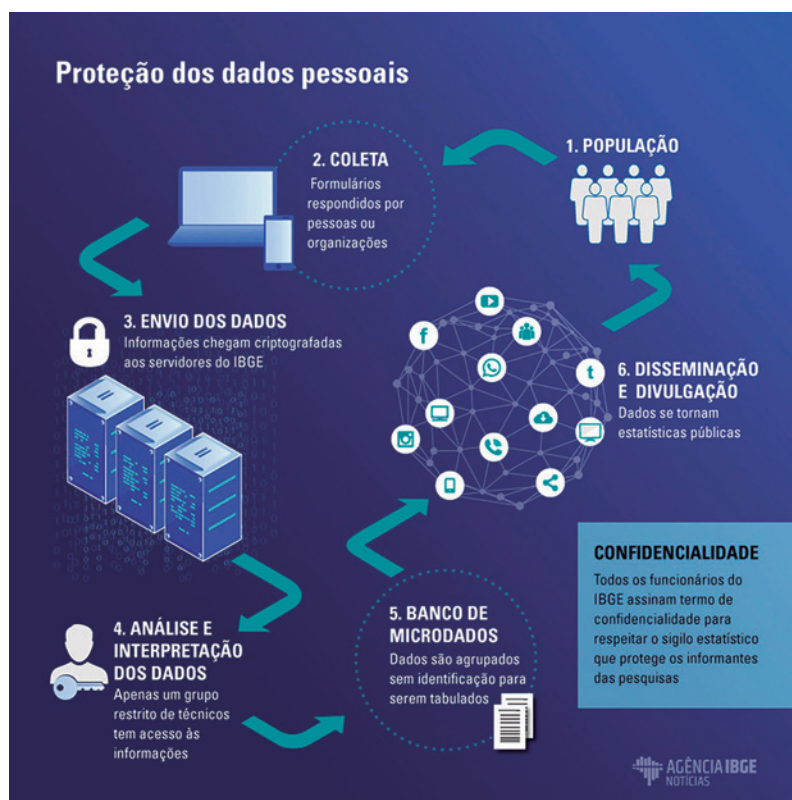 Proteção dos dados pessoais
1. POPULAÇÃO
2. COLETA
Formulários
respondidos por
pessoas ou
organizações
3. ENVIO DOS DADOS
Informações chegam criptografadas
aos servidores do IBGE
4. ANÁLISE E
INTERPRETAÇÃO
DOS DADOS
Apenas um grupo
restrito de técnicos
tem acesso às
informações
5. BANCO DE
MICRODADOS
Dados são agrupados
sem identificação para
serem tabulados
6. DISSEMINAÇÃO
E DIVULGAÇÃO
Dados se tornam
estatísticas públicas
CONFIDENCIALIDADE
Todos os funcionários do
IBGE assinam termo de
confidencialidade para
respeitar o sigilo estatístico
que protege os informantes
das pesquisas
AGÊNCIA IBGE
NOTÍCIAS